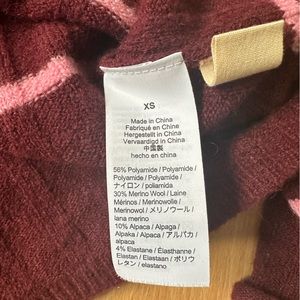 XS
Made in China
Fabriqué en Chine
Hergestellt in China
Vervaardigd in China
中国製
hecho en china
56% Polyamide / Polyamide /
Polyamide / Polyamide /
ナイロン / poliamida
30% Merino Wool / Laine
Mérinos / Merinowolle /
Merinowol / メリノウール /
lana merino
10% Alpaca / Alpaga /
Alpaka / Alpaca / アルパカ /
alpaca
4% Elastane / Élasthanne /
Elastan / Elastaan / ポリウ
レタン / elastano